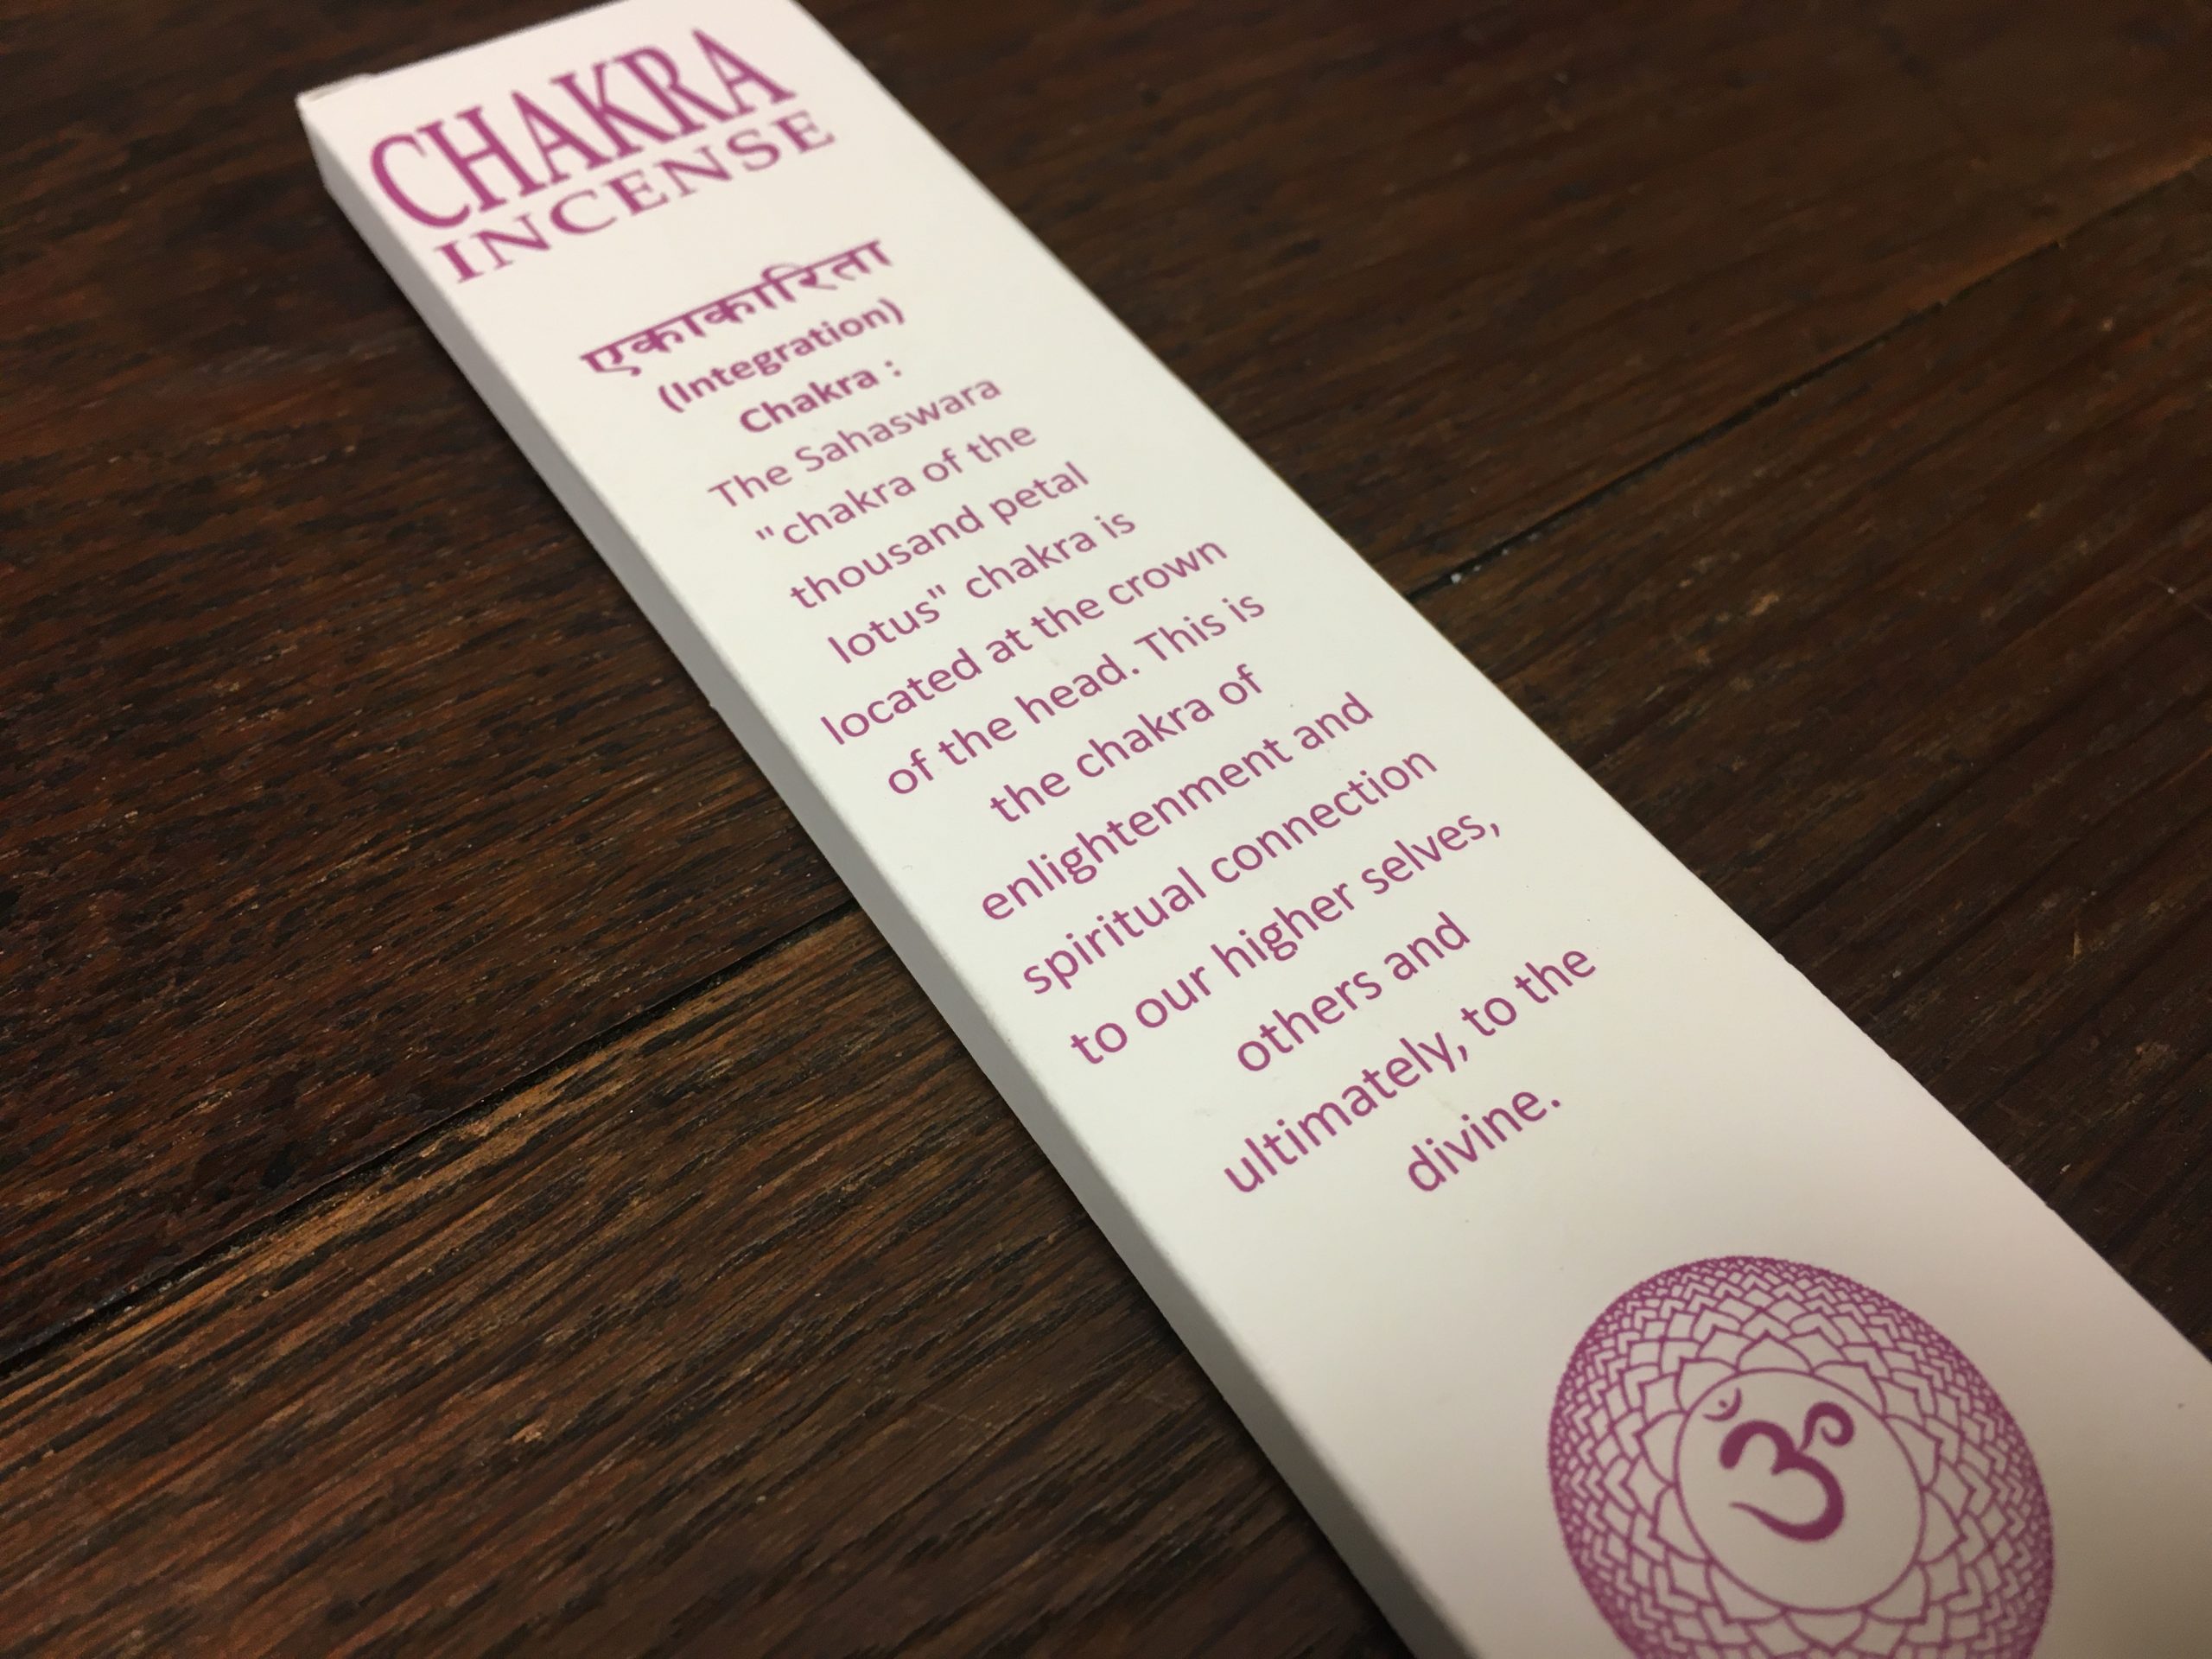 CHAKRA
INCENSE
एकाकारिता
(Integration)
Chakra :
The Sahaswara
"chakra of the
thousand petal
lotus" chakra is
located at the crown
of the head. This is
the chakra of
enlightenment and
spiritual connection
to our higher selves,
others and
ultimately, to the
divine.
ॐ